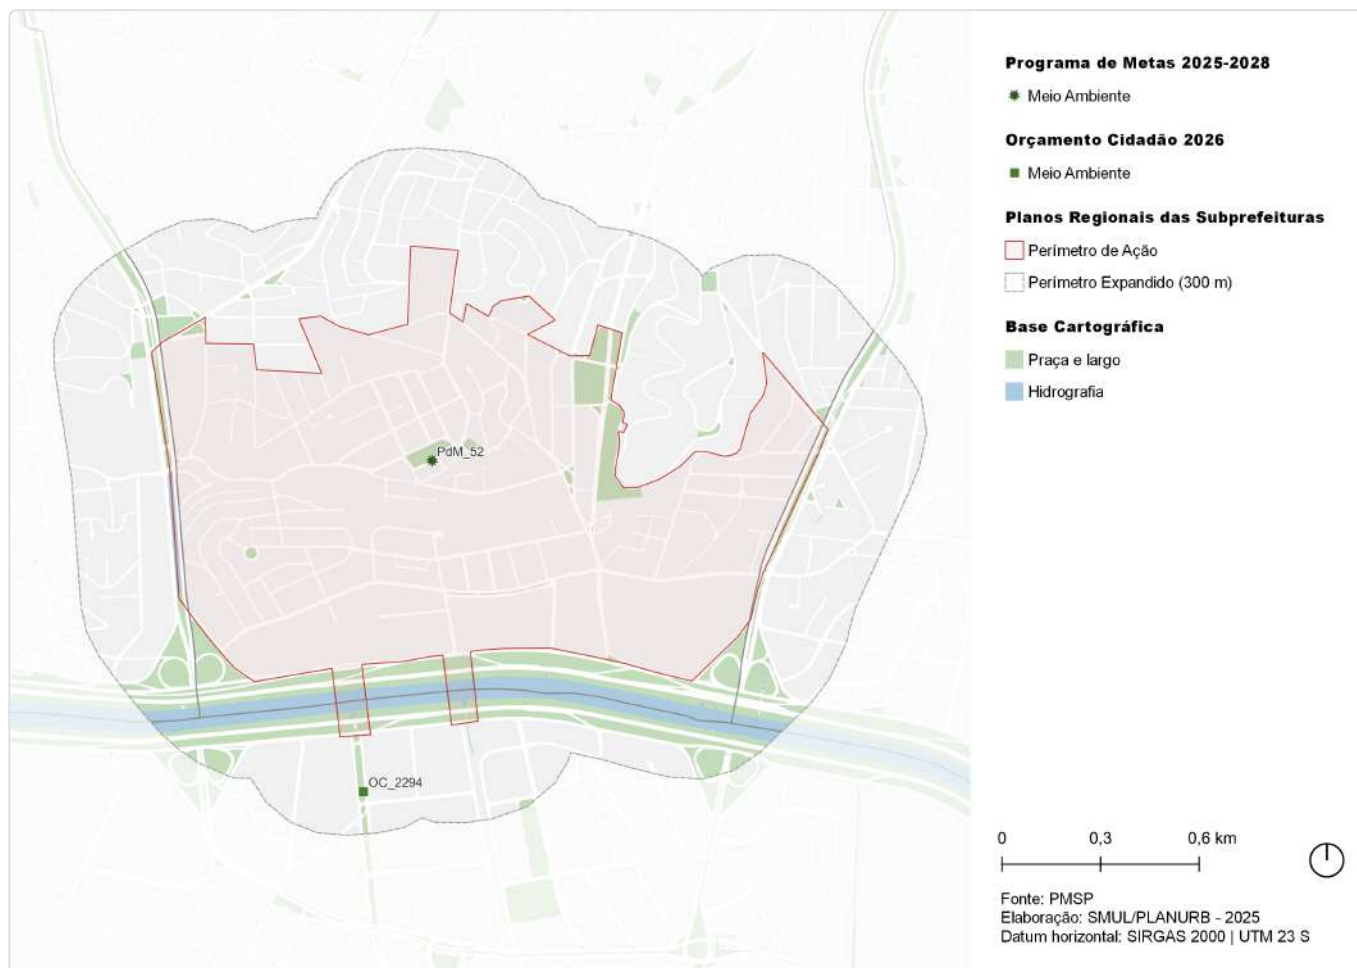 Programa de Metas 2025-2028
Meio Ambiente
Orçamento Cidadão 2026
Meio Ambiente
Planos Regionais das Subprefeituras
Perímetro de Ação
Perímetro Expandido (300 m)
Base Cartográfica
Praça e largo
Hidrografia
PdM_52
OC_2294
0 0,3 0,6 km
Fonte: PMSP
Elaboração: SMUL/PLANURB - 2025
Datum horizontal: SIRGAS 2000 | UTM 23 S